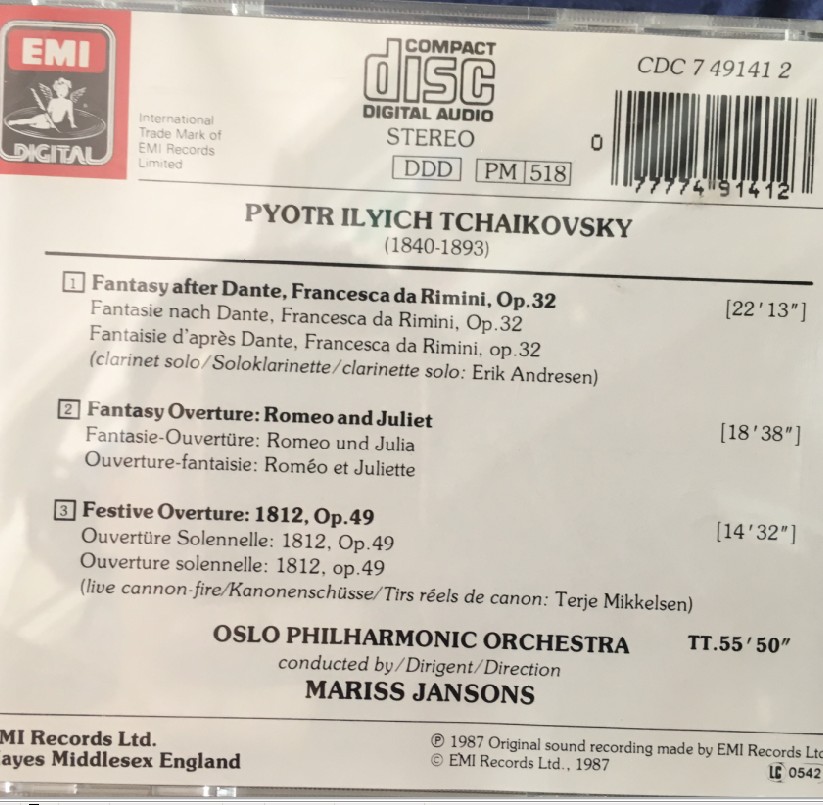 EMI
DIGITAL
International
Trade Mark of
EMI Records
Limited
COMPACT
disc
DIGITAL AUDIO
STEREO
DDD PM 518
CDC 7 49141 2
0 77774 91412
PYOTR ILYICH TCHAIKOVSKY
(1840-1893)
1 Fantasy after Dante, Francesca da Rimini, Op.32 [22'13"]
Fantasie nach Dante, Francesca da Rimini, Op.32
Fantaisie d'après Dante, Francesca da Rimini, op.32
(clarinet solo/Soloklarinette/clarinette solo: Erik Andresen)
2 Fantasy Overture: Romeo and Juliet [18'38"]
Fantasie-Ouvertüre: Romeo und Julia
Ouverture-fantaisie: Roméo et Juliette
3 Festive Overture: 1812, Op.49 [14'32"]
Ouvertüre Solennelle: 1812, Op.49
Ouverture solennelle: 1812, op.49
(live cannon-fire/Kanonenschüsse/Tirs réels de canon: Terje Mikkelsen)
OSLO PHILHARMONIC ORCHESTRA TT.55'50"
conducted by/Dirigent/Direction
MARISS JANSONS
MI Records Ltd.
ayes Middlesex England
℗ 1987 Original sound recording made by EMI Records Ltd
© EMI Records Ltd., 1987
LC 0542